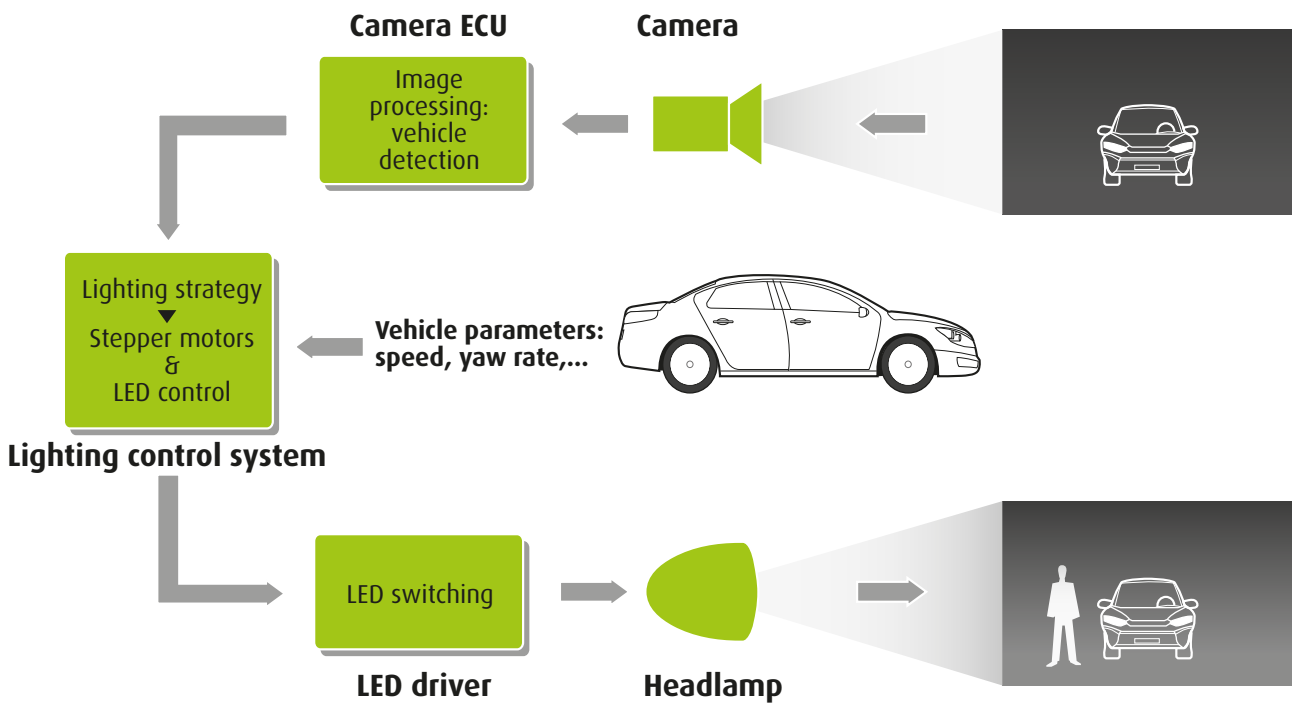 Camera ECU
Camera
Image
processing:
vehicle
detection
Lighting strategy
Stepper motors
&
LED control
Vehicle parameters:
speed, yaw rate,...
Lighting control system
LED switching
LED driver
Headlamp